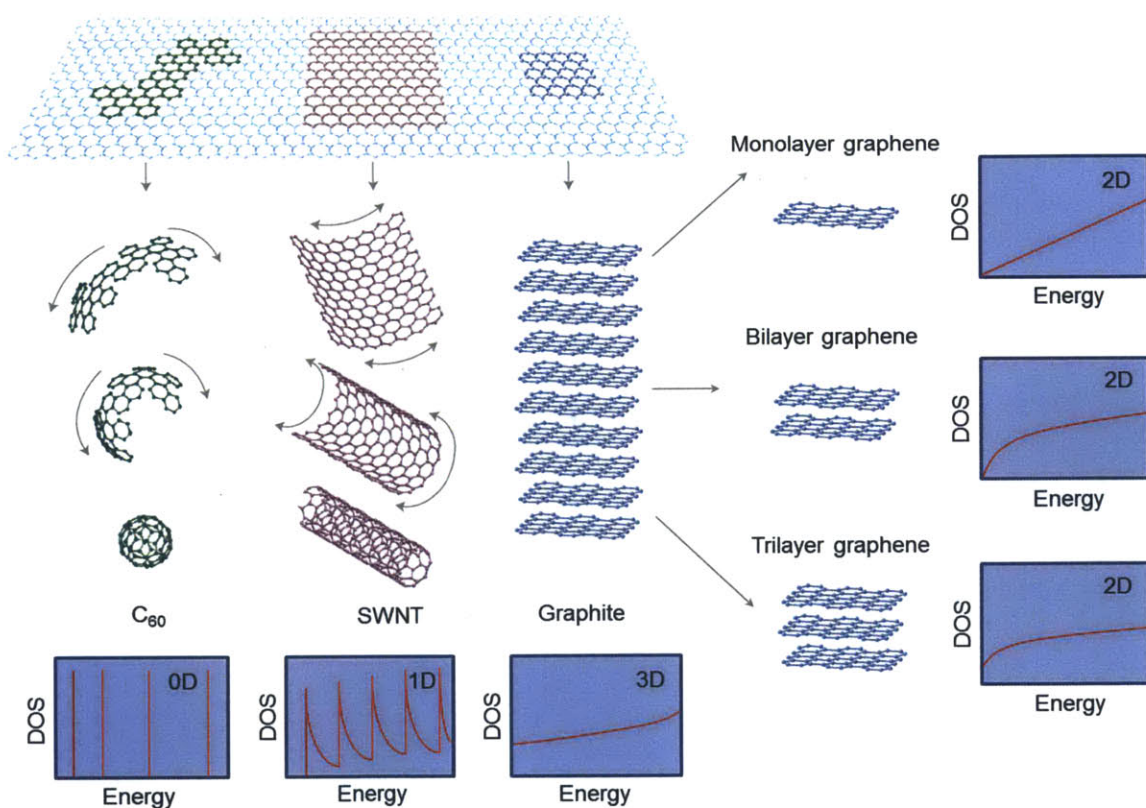 Monolayer graphene
DOS
2D
Energy
Bilayer graphene
DOS
2D
Energy
Trilayer graphene
DOS
2D
Energy
C₆₀
SWNT
Graphite
DOS
0D
Energy
DOS
1D
Energy
DOS
3D
Energy